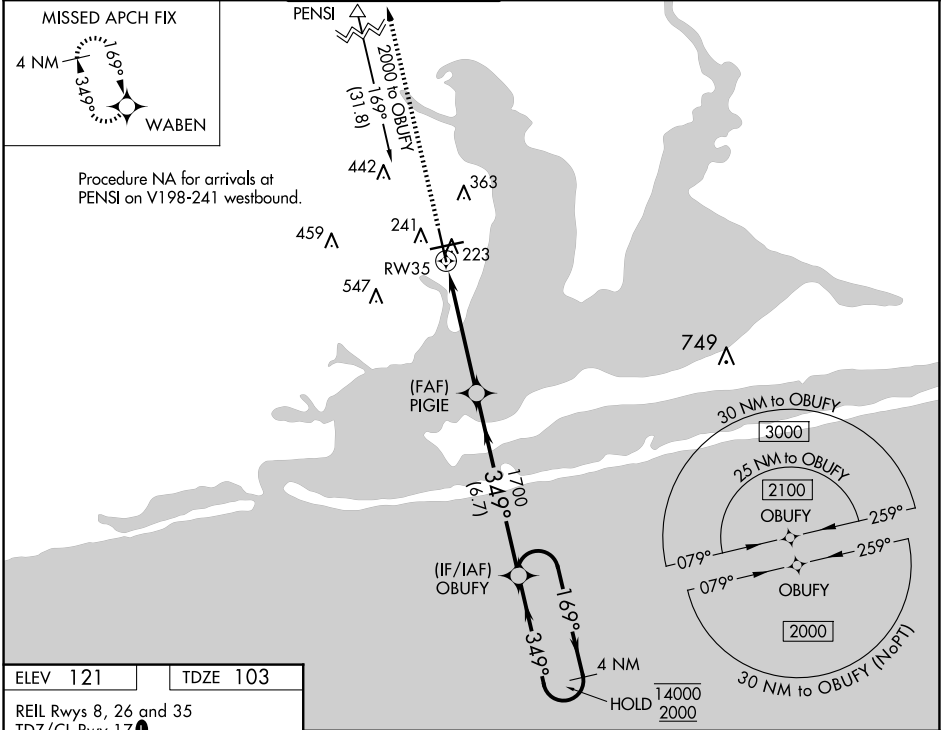 MISSED APCH FIX
4 NM
169°
349°
WABEN
PENSI
2000 to OBUFY
169°
(31.8)
Procedure NA for arrivals at
PENSI on V198-241 westbound.
442
363
459
241
223
RW35
547
749
(FAF)
PIGIE
1700
349°
(6.7)
(IF/IAF)
OBUFY
169°
349°
4 NM
HOLD
14000
2000
30 NM to OBUFY
3000
25 NM to OBUFY
2100
OBUFY
259°
079°
259°
079°
OBUFY
2000
30 NM to OBUFY (NoPT)
ELEV 121
TDZE 103
REIL Rwys 8, 26 and 35
TDZ/CL Rwy 17